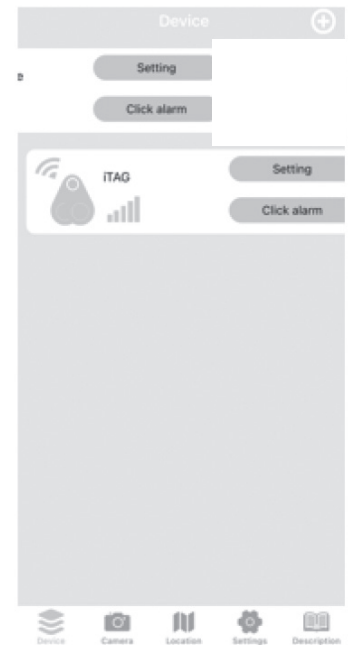 Device
e
Setting
Click alarm
iTAG
Setting
Click alarm
Device
Camera
Location
Settings
Description